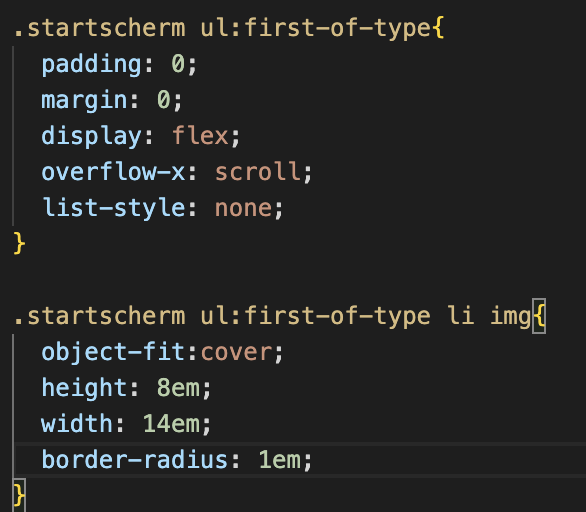 .startscherm ul:first-of-type{
padding: 0;
margin: 0;
display: flex;
overflow-x: scroll;
list-style: none;
}
.startscherm ul:first-of-type li img{
object-fit:cover;
height: 8em;
width: 14em;
border-radius: 1em;
}